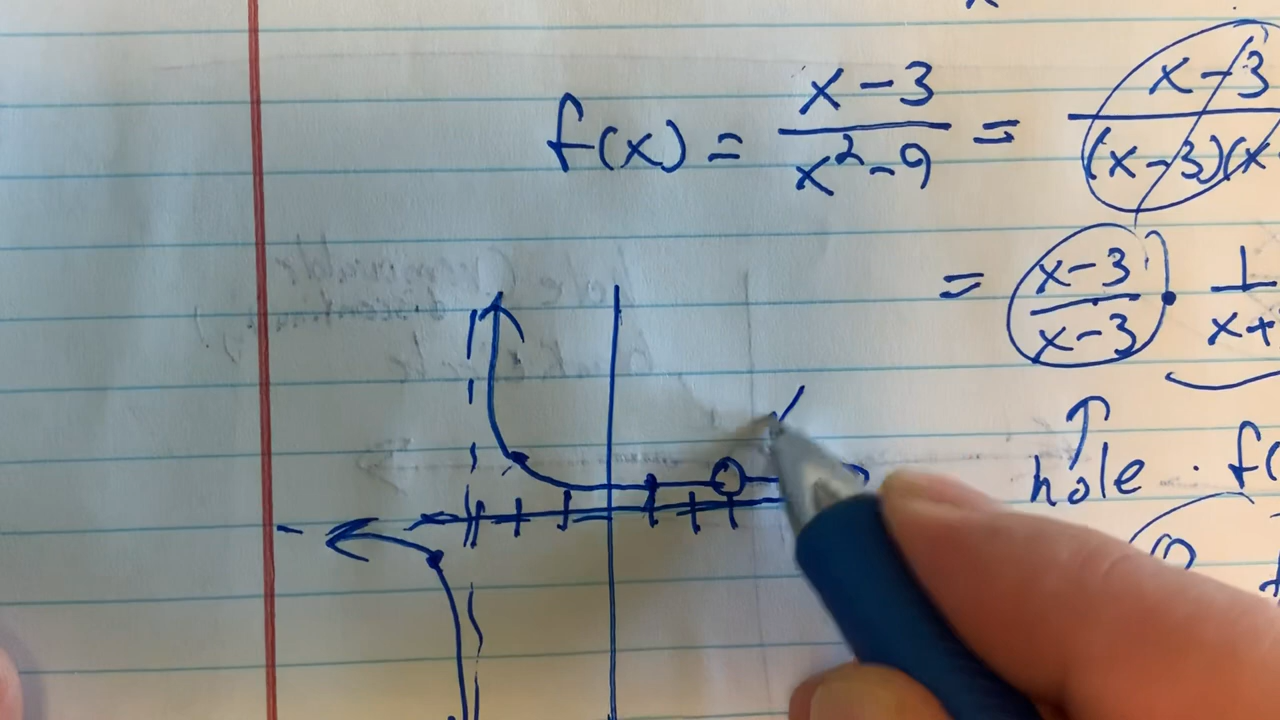 f(x) = x-3 / x²-9 = x-3 / (x-3)(x
= x-3 / x-3 · 1 / x+
hole · f(